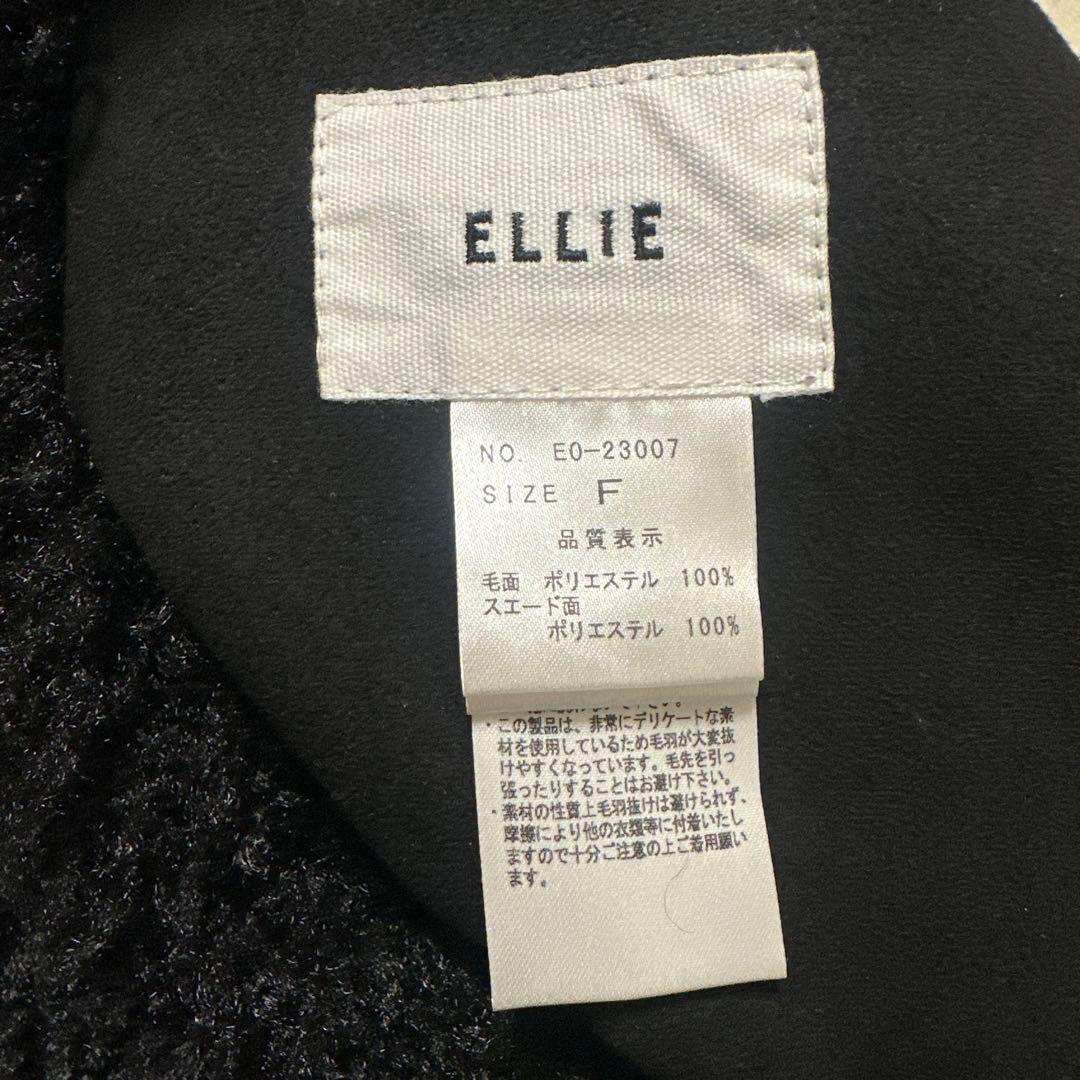 ELLIE
NO. EO-23007
SIZE F
品質表示
毛面 ポリエステル 100%
スエード面
ポリエステル 100%
・この製品は、非常にデリケートな素
材を使用しているため毛羽が大変抜
けやすくなっています。毛先を引っ
張ったりすることはお避け下さい。
・素材の性質上毛羽抜けは避けられず、
摩擦により他の衣類等に付着いたし
ますので十分ご注意の上ご着用願い
ます。